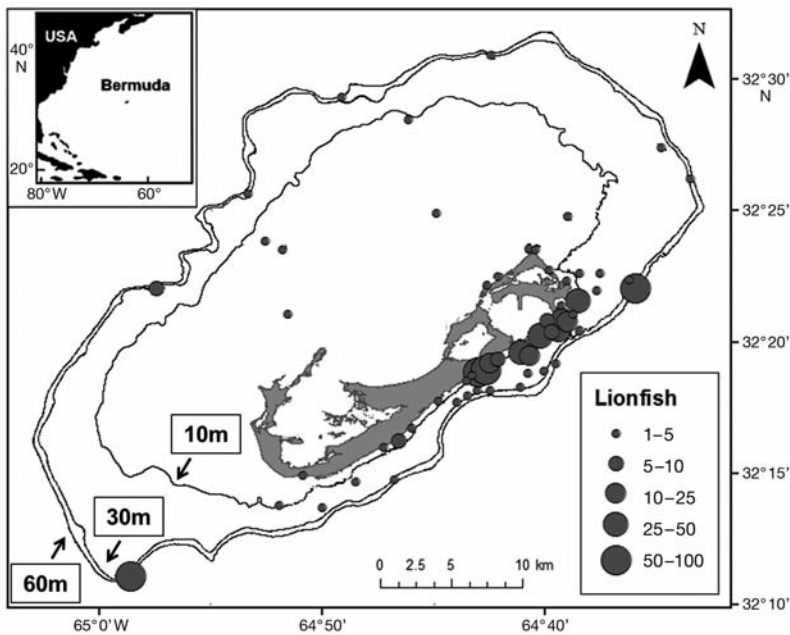 USA
40°
N
Bermuda
20°
80°W
60°
N
32°30'
N
32°25'
32°20'
32°15'
32°10'
10m
30m
60m
Lionfish
1–5
5–10
10–25
25–50
50–100
0 2.5 5 10 km
65°0'W
64°50'
64°40'